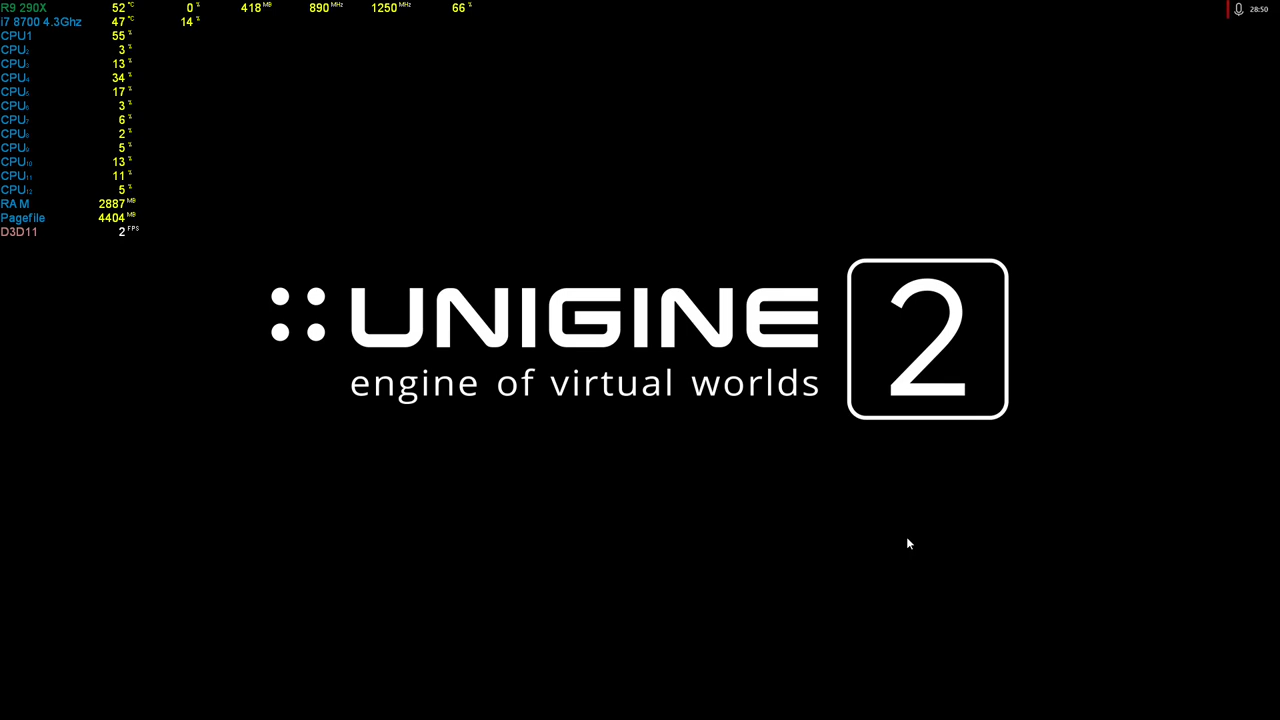 R9 290X 52 °C 0 % 418 MB 890 MHz 1250 MHz 66 %
28:50
i7 8700 4.3Ghz 47 °C 14 %
CPU1 55 %
CPU2 3 %
CPU3 13 %
CPU4 34 %
CPU5 17 %
CPU6 3 %
CPU7 6 %
CPU8 2 %
CPU9 5 %
CPU10 13 %
CPU11 11 %
CPU12 5 %
RAM 2887 MB
Pagefile 4404 MB
D3D11 2 FPS
UNIGINE 2
engine of virtual worlds